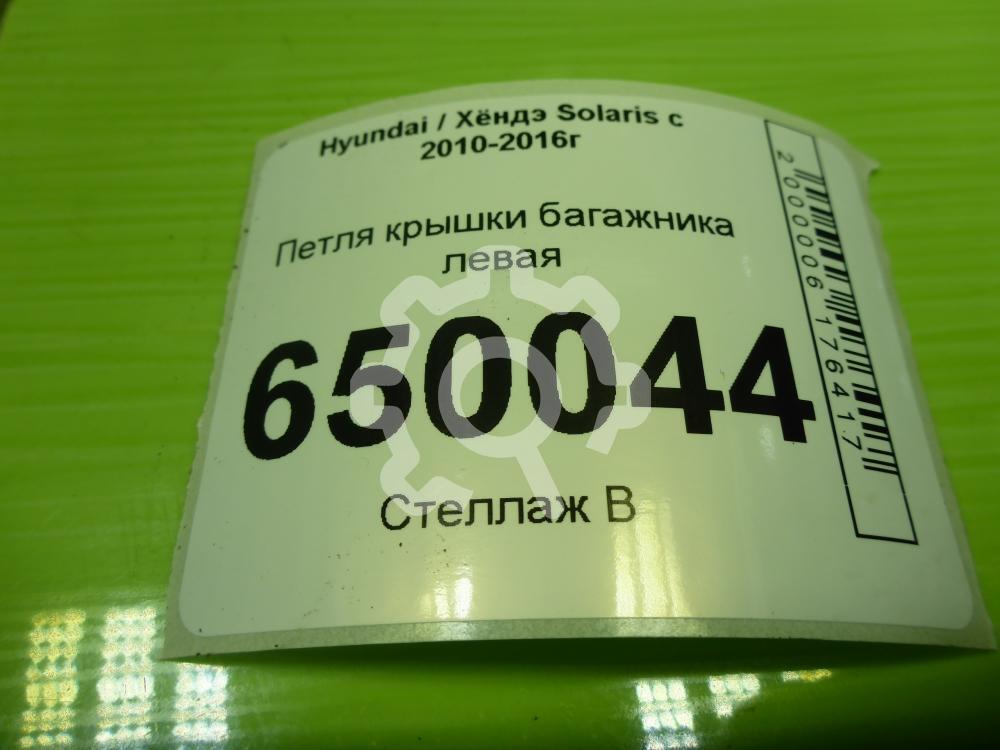 Hyundai / Хёндэ Solaris с
2010-2016г
Петля крышки багажника
левая
650044
Стеллаж В
2000006176417